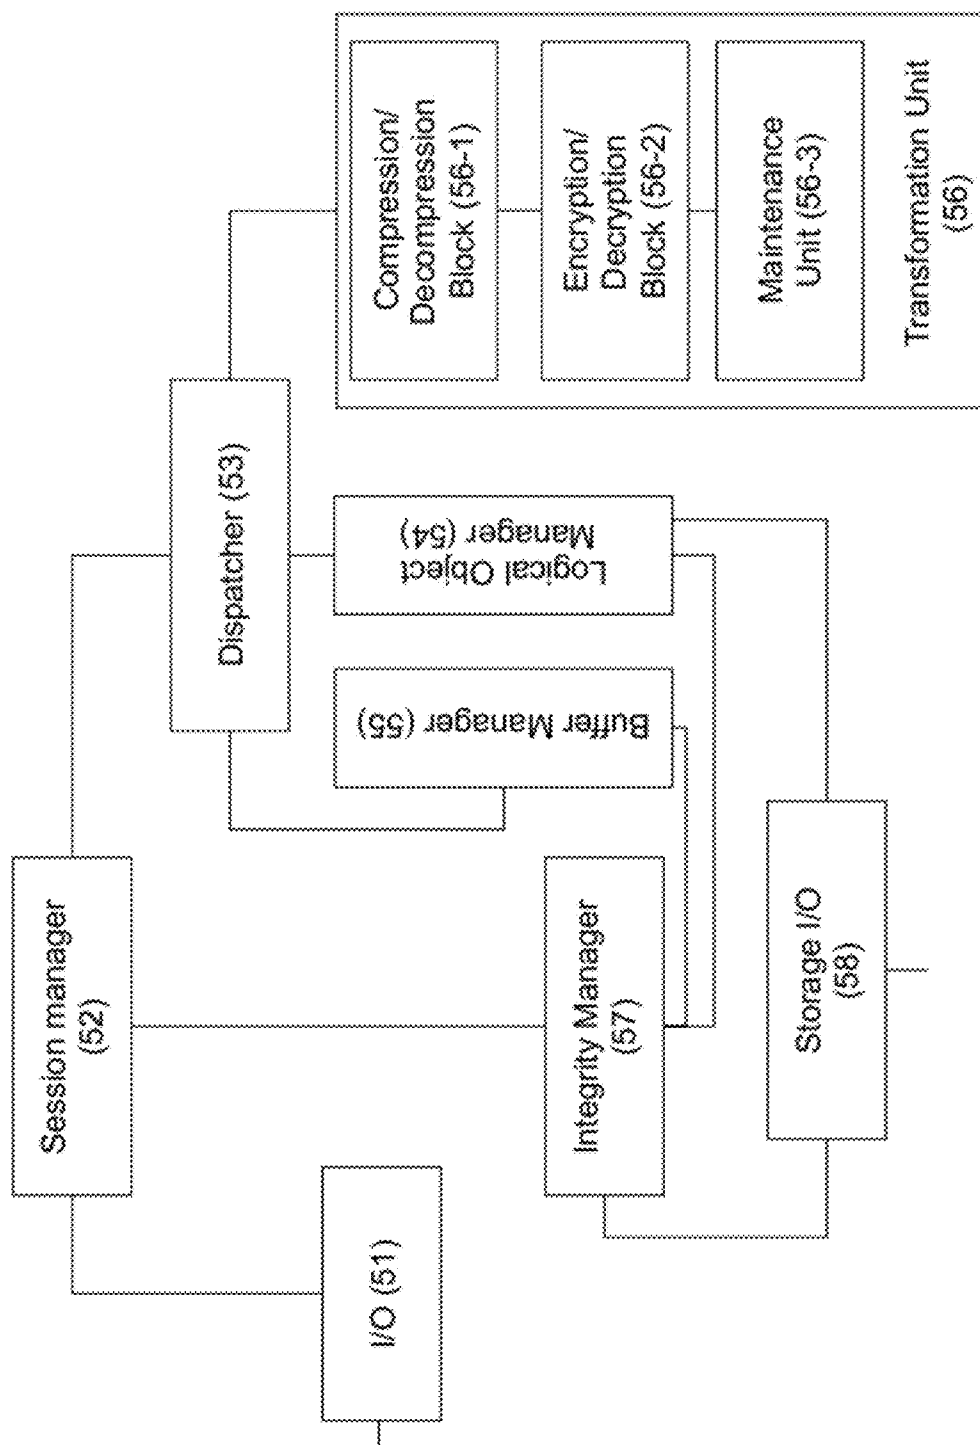 Session manager
(52)
Dispatcher (53)
Compression/
Decompression
Block (56-1)
Encryption/
Decryption
Block (56-2)
Maintenance
Unit (56-3)
Transformation Unit
(56)
Logical Object
Manager (54)
Buffer Manager (55)
I/O (51)
Integrity Manager
(57)
Storage I/O
(58)